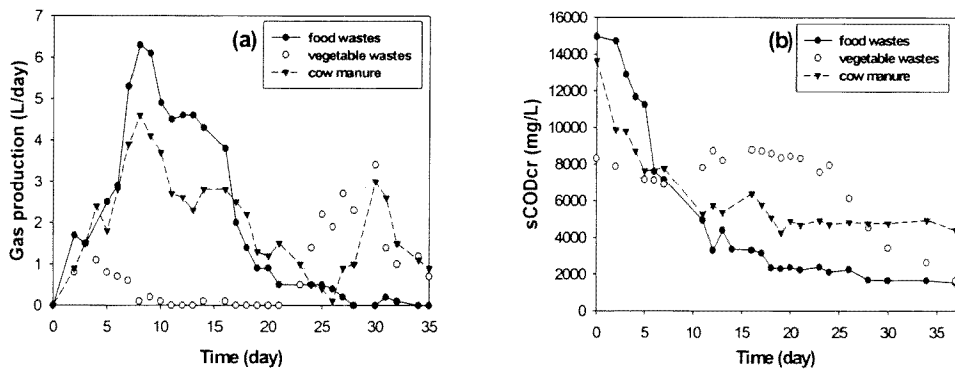 (a)
food wastes
vegetable wastes
cow manure
Gas production (L/day)
7
6
5
4
3
2
1
0
0 5 10 15 20 25 30 35
Time (day)
(b)
food wastes
vegetable wastes
cow manure
sCODcr (mg/L)
16000
14000
12000
10000
8000
6000
4000
2000
0
0 5 10 15 20 25 30 35
Time (day)